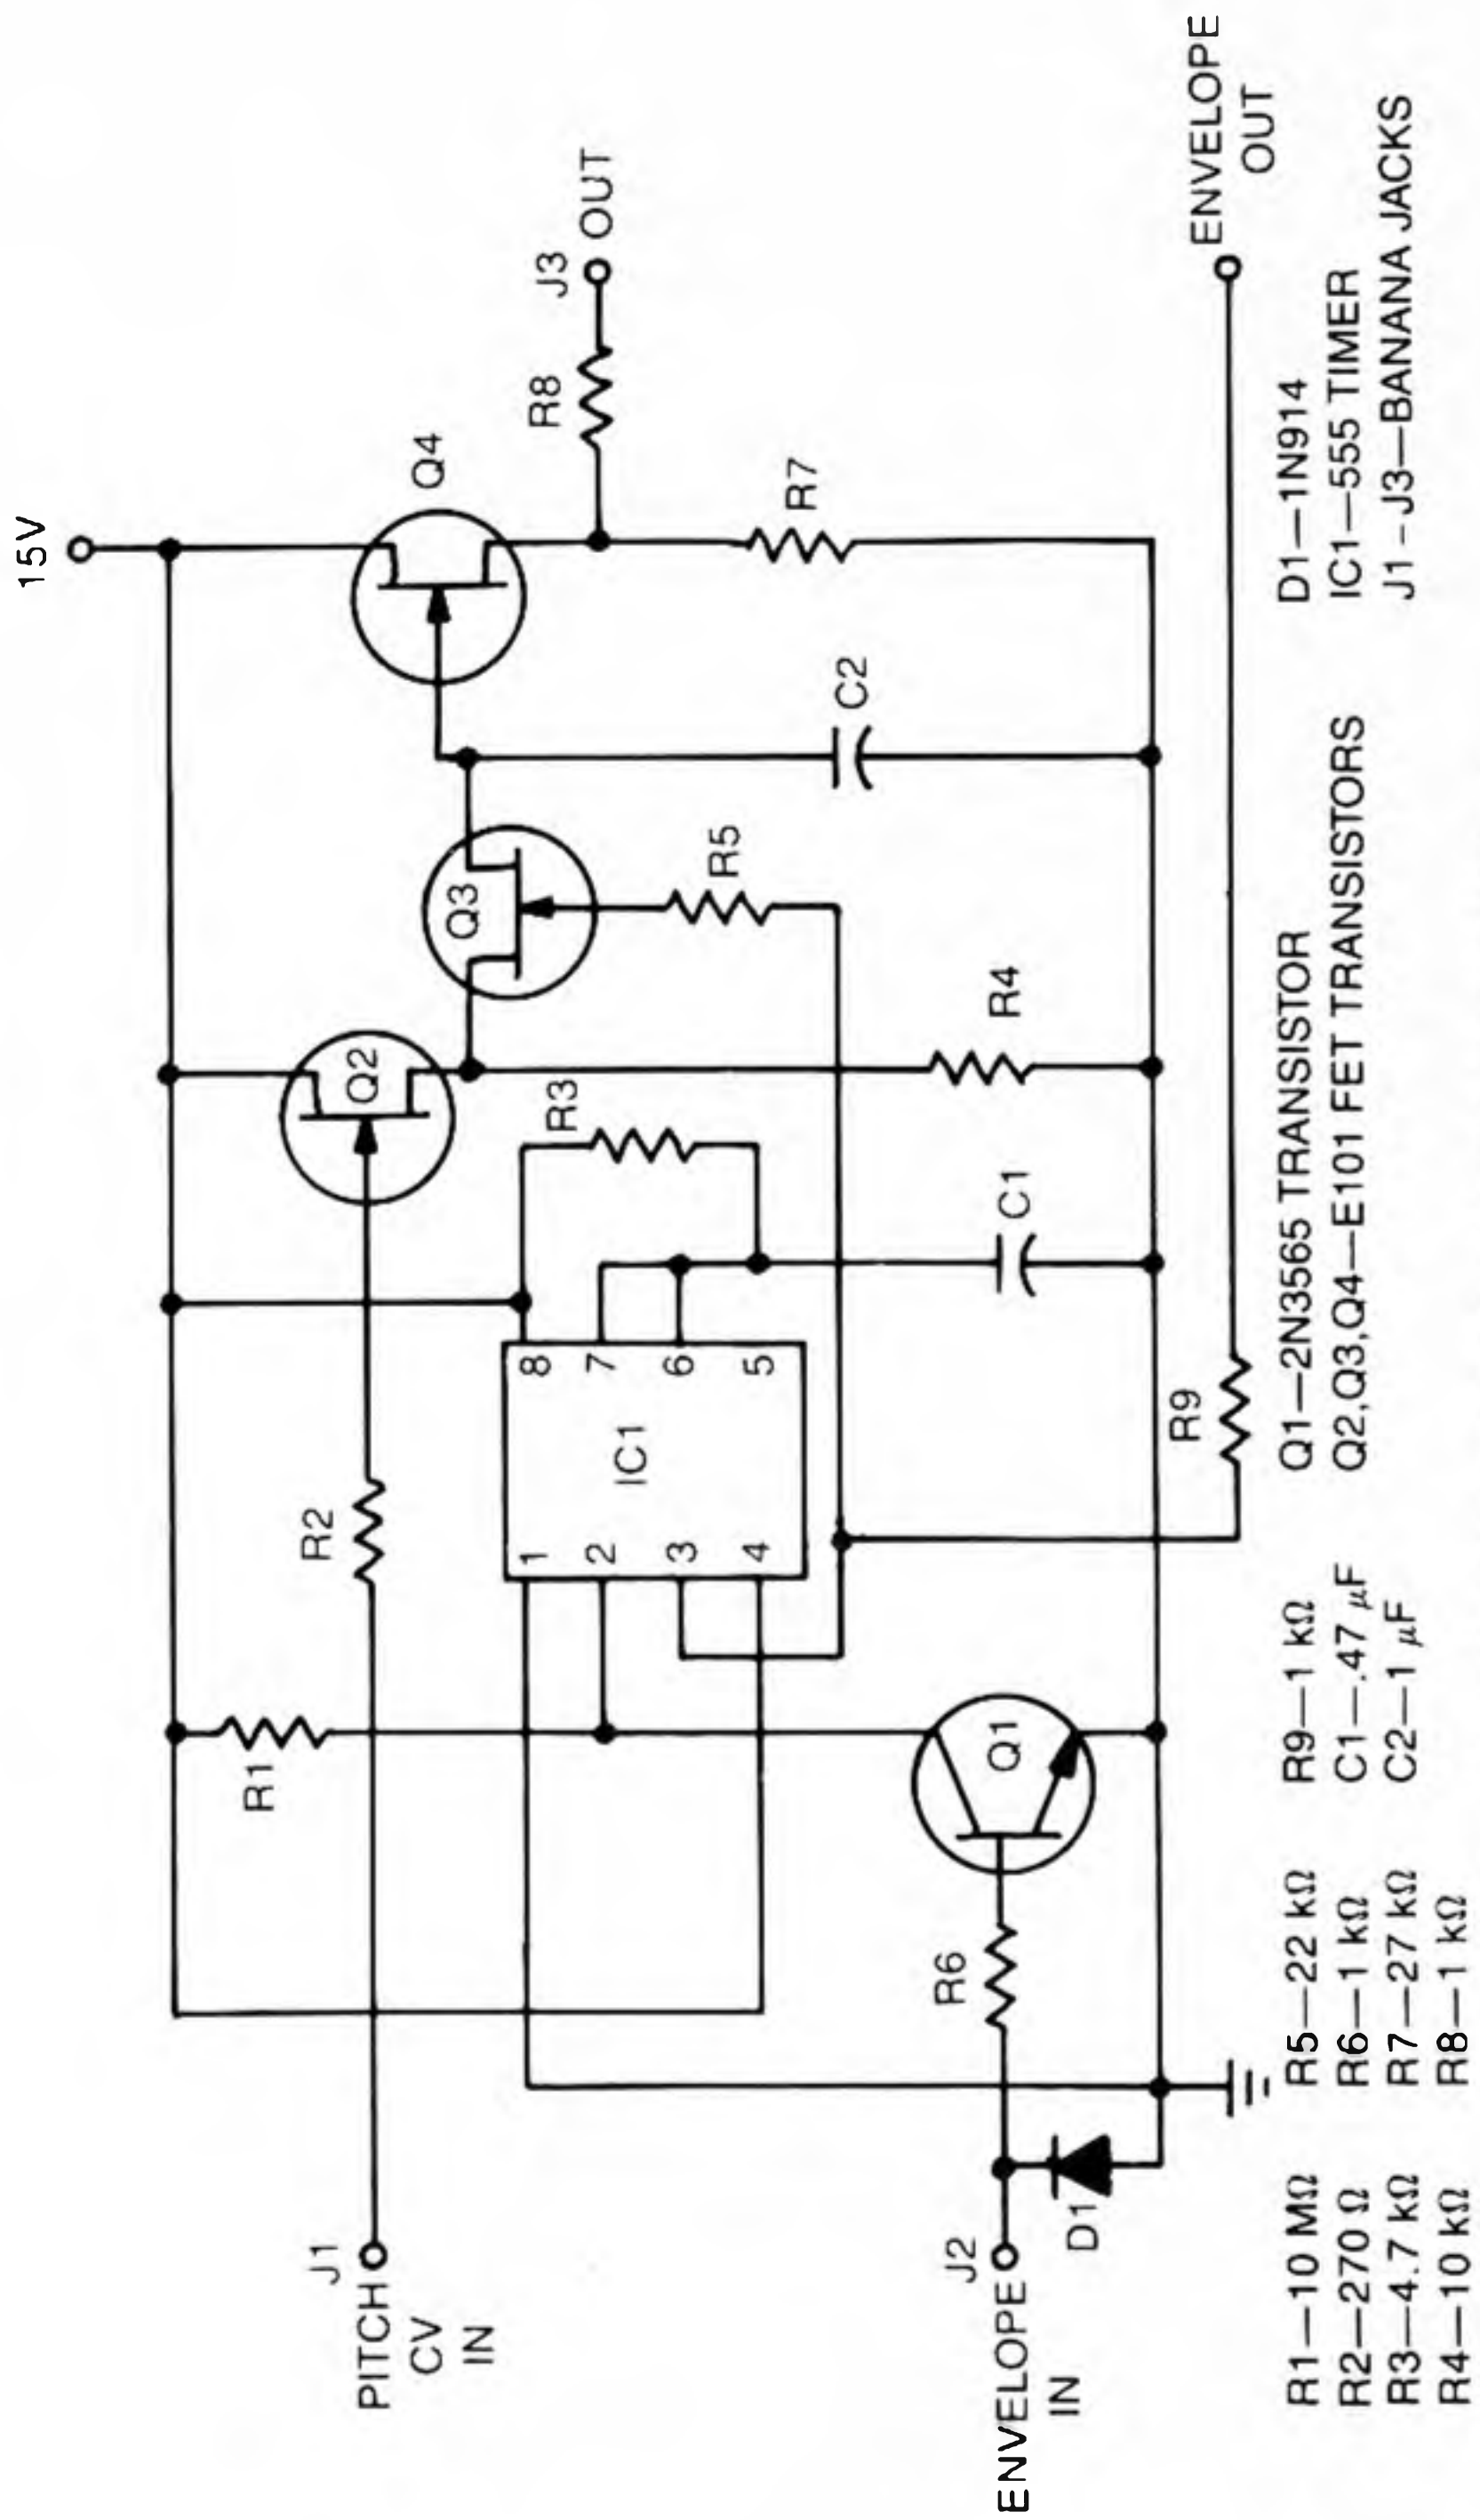 15V
PITCH
CV
IN
J1
R1
R2
Q2
Q3
Q4
R3
R4
R5
R7
R8
J3
OUT
IC1
1
2
3
4
5
6
7
8
C1
C2
ENVELOPE
IN
J2
D1
R6
Q1
R9
ENVELOPE
OUT
R1—10 MΩ
R2—270 Ω
R3—4.7 kΩ
R4—10 kΩ
R5—22 kΩ
R6—1 kΩ
R7—27 kΩ
R8—1 kΩ
R9—1 kΩ
C1—.47 μF
C2—1 μF
Q1—2N3565 TRANSISTOR
Q2,Q3,Q4—E101 FET TRANSISTORS
D1—1N914
IC1—555 TIMER
J1–J3—BANANA JACKS